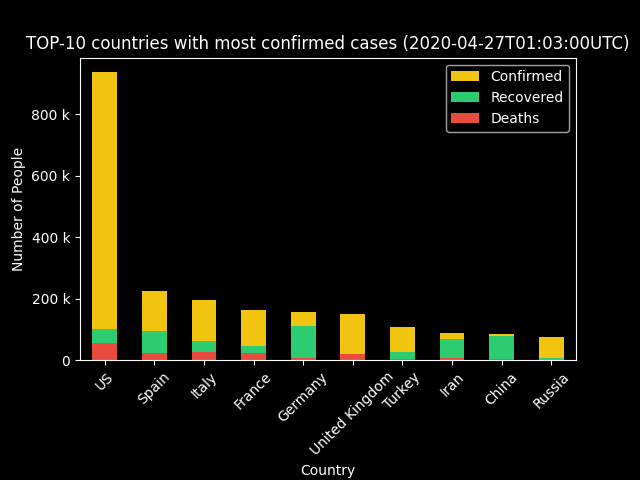 TOP-10 countries with most confirmed cases (2020-04-27T01:03:00UTC)
Confirmed
Recovered
Deaths
Number of People
800 k
600 k
400 k
200 k
0
US
Spain
Italy
France
Germany
United Kingdom
Turkey
Iran
China
Russia
Country